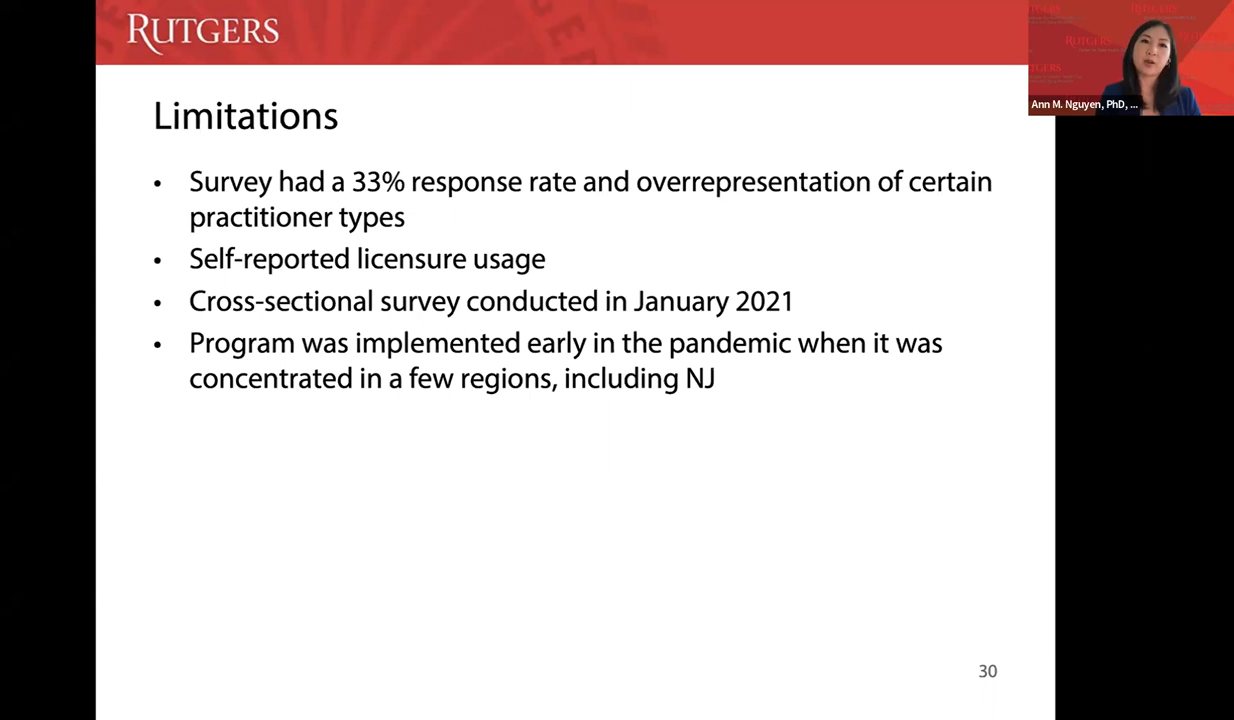 RUTGERS
Limitations
• Survey had a 33% response rate and overrepresentation of certain
practitioner types
• Self-reported licensure usage
• Cross-sectional survey conducted in January 2021
• Program was implemented early in the pandemic when it was
concentrated in a few regions, including NJ
30
RUTGERS
Ann M. Nguyen, PhD, ...